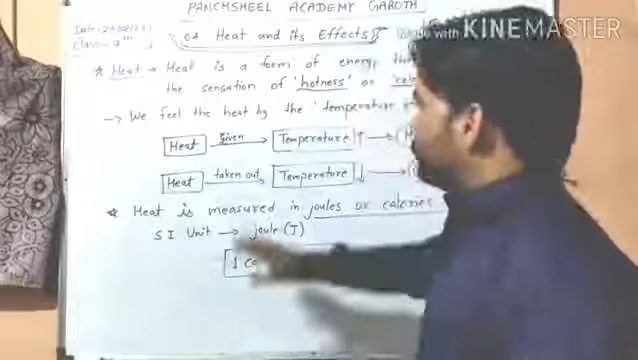 PANCHSHEEL ACADEMY GAROTH
Class - 7th
04 Heat and its Effects
Made with KINEMASTER
* Heat → Heat is a form of energy
the sensation of 'hotness' or
→ We feel the heat by the temperature
Heat given → Temperature ↑ →
Heat taken out → Temperature ↓ →
* Heat is measured in joules or calories
SI Unit → joule (J)
1